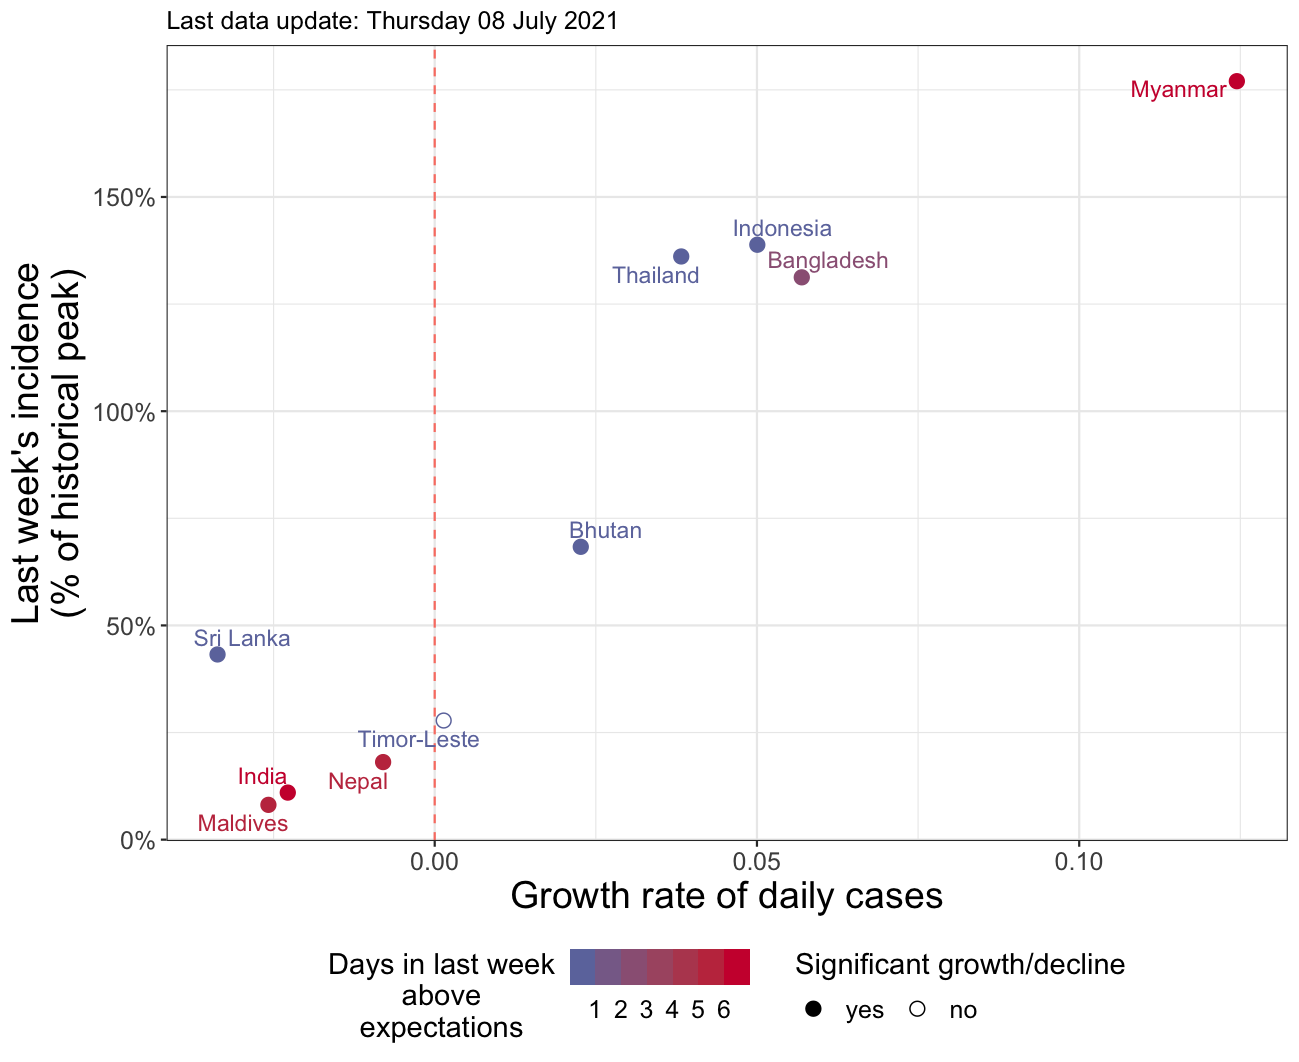 Last data update: Thursday 08 July 2021
Last week's incidence
(% of historical peak)
150%
100%
50%
0%
Myanmar
Indonesia
Bangladesh
Thailand
Bhutan
Sri Lanka
Timor-Leste
India
Nepal
Maldives
0.00 0.05 0.10
Growth rate of daily cases
Days in last week
above
expectations
1 2 3 4 5 6
Significant growth/decline
yes no